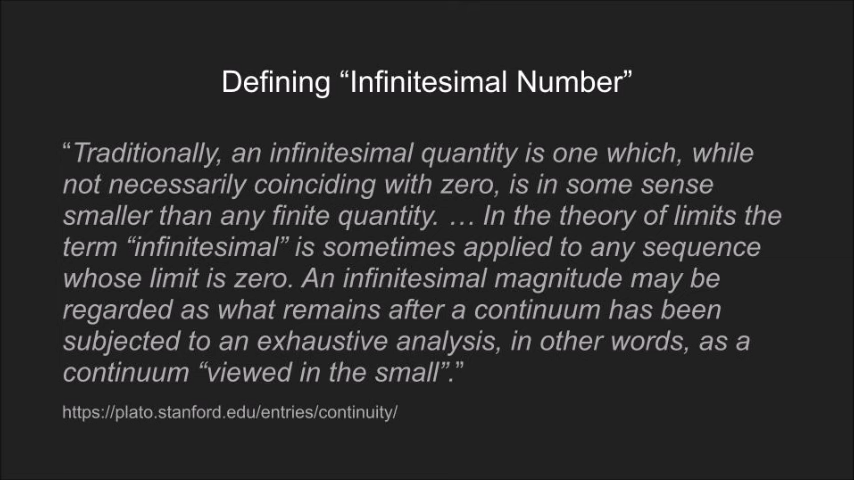 Defining “Infinitesimal Number”
“Traditionally, an infinitesimal quantity is one which, while
not necessarily coinciding with zero, is in some sense
smaller than any finite quantity. … In the theory of limits the
term “infinitesimal” is sometimes applied to any sequence
whose limit is zero. An infinitesimal magnitude may be
regarded as what remains after a continuum has been
subjected to an exhaustive analysis, in other words, as a
continuum “viewed in the small”.”
https://plato.stanford.edu/entries/continuity/